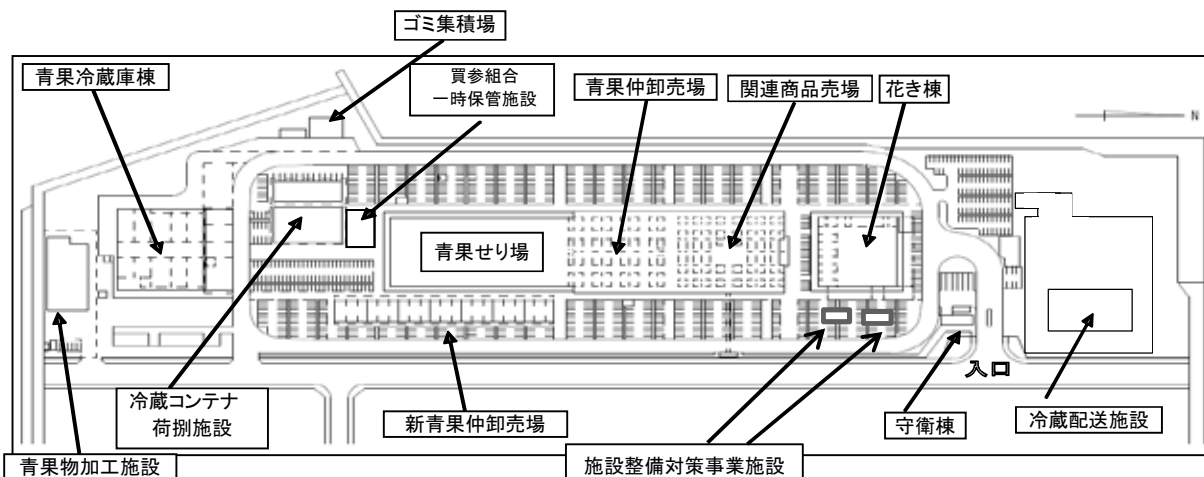 ゴミ集積場
青果冷蔵庫棟
買参組合
一時保管施設
青果仲卸売場
関連商品売場
花き棟
N
青果せり場
入口
冷蔵コンテナ
荷捌施設
新青果仲卸売場
守衛棟
冷蔵配送施設
青果物加工施設
施設整備対策事業施設